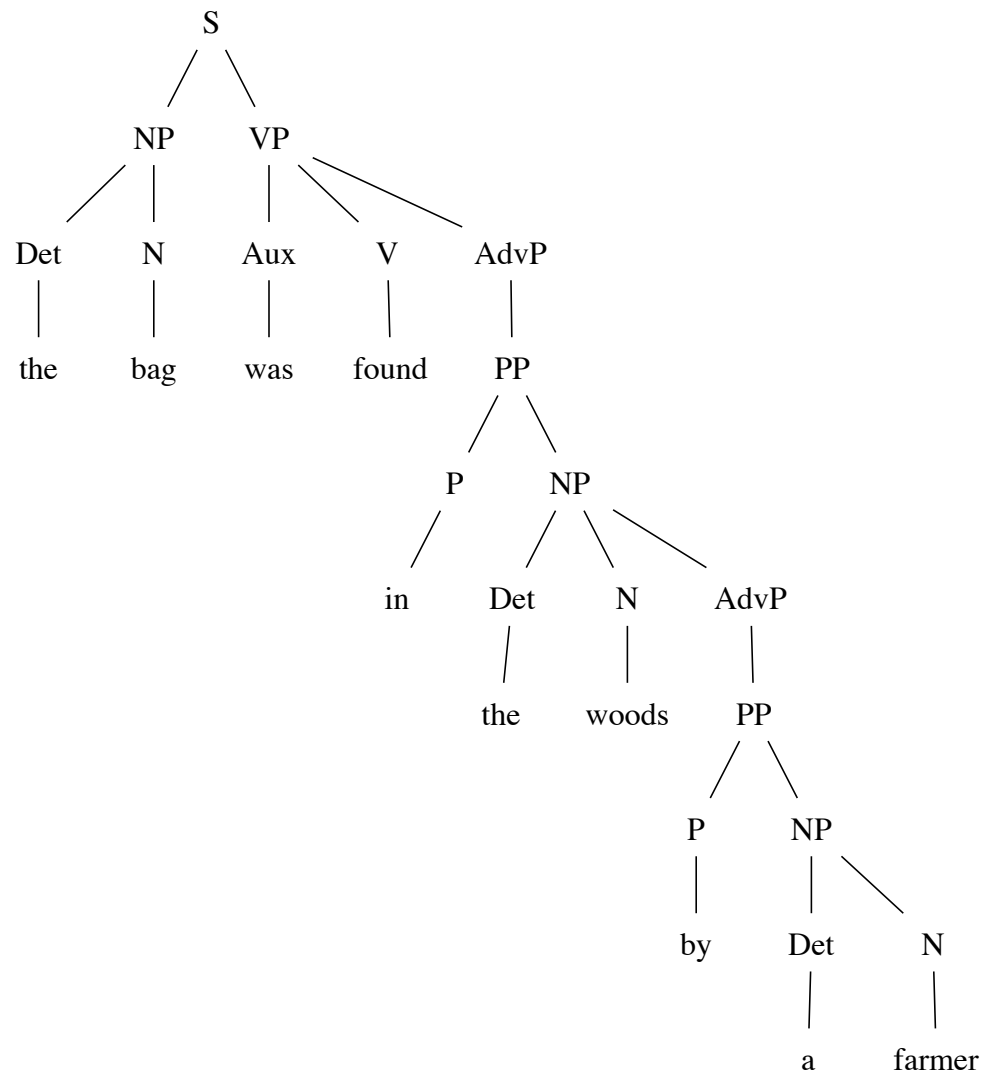 S
NP VP
Det N Aux V AdvP
the bag was found PP
P NP
in Det N AdvP
the woods PP
P NP
by Det N
a farmer